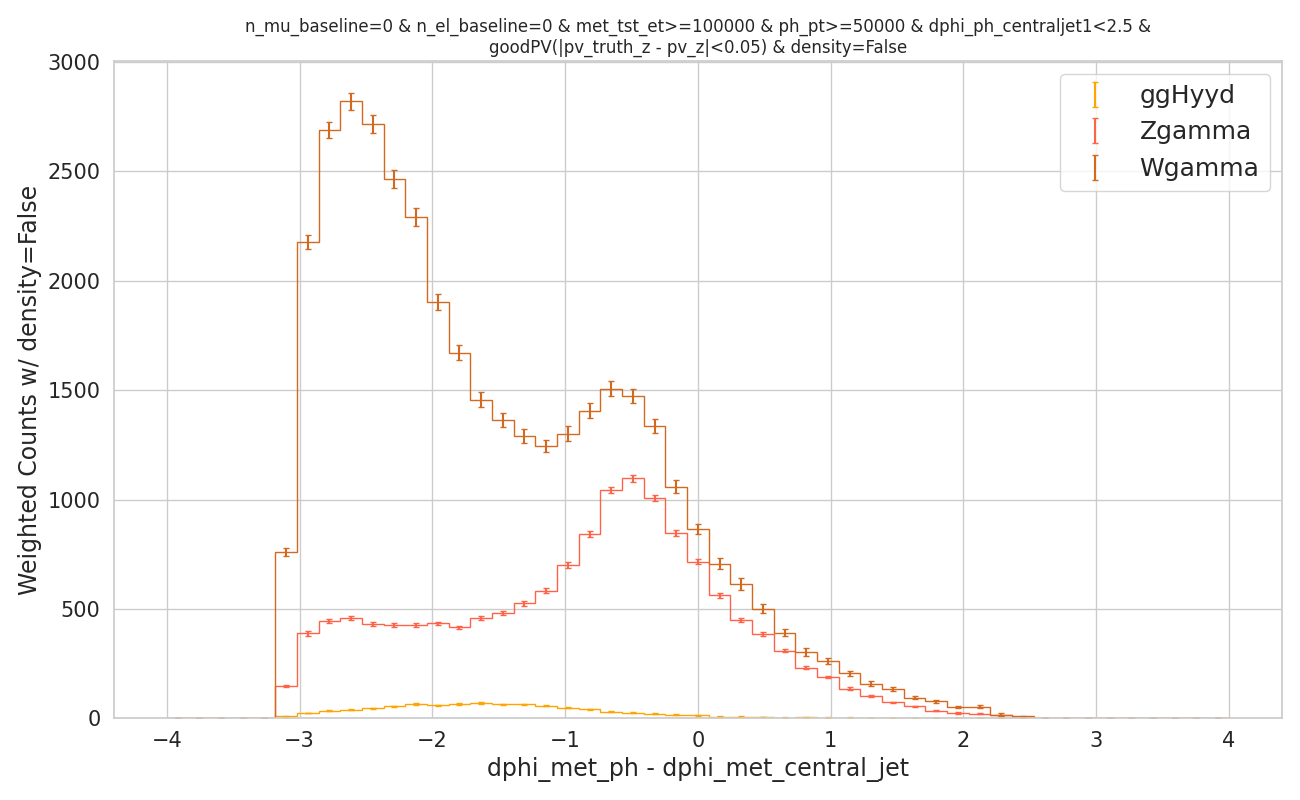 n_mu_baseline=0 & n_el_baseline=0 & met_tst_et>=100000 & ph_pt>=50000 & dphi_ph_centraljet1<2.5 &
goodPV(|pv_truth_z - pv_z|<0.05) & density=False
3000
2500
2000
1500
1000
500
0
Weighted Counts w/ density=False
ggHyyd
Zgamma
Wgamma
−4 −3 −2 −1 0 1 2 3 4
dphi_met_ph - dphi_met_central_jet